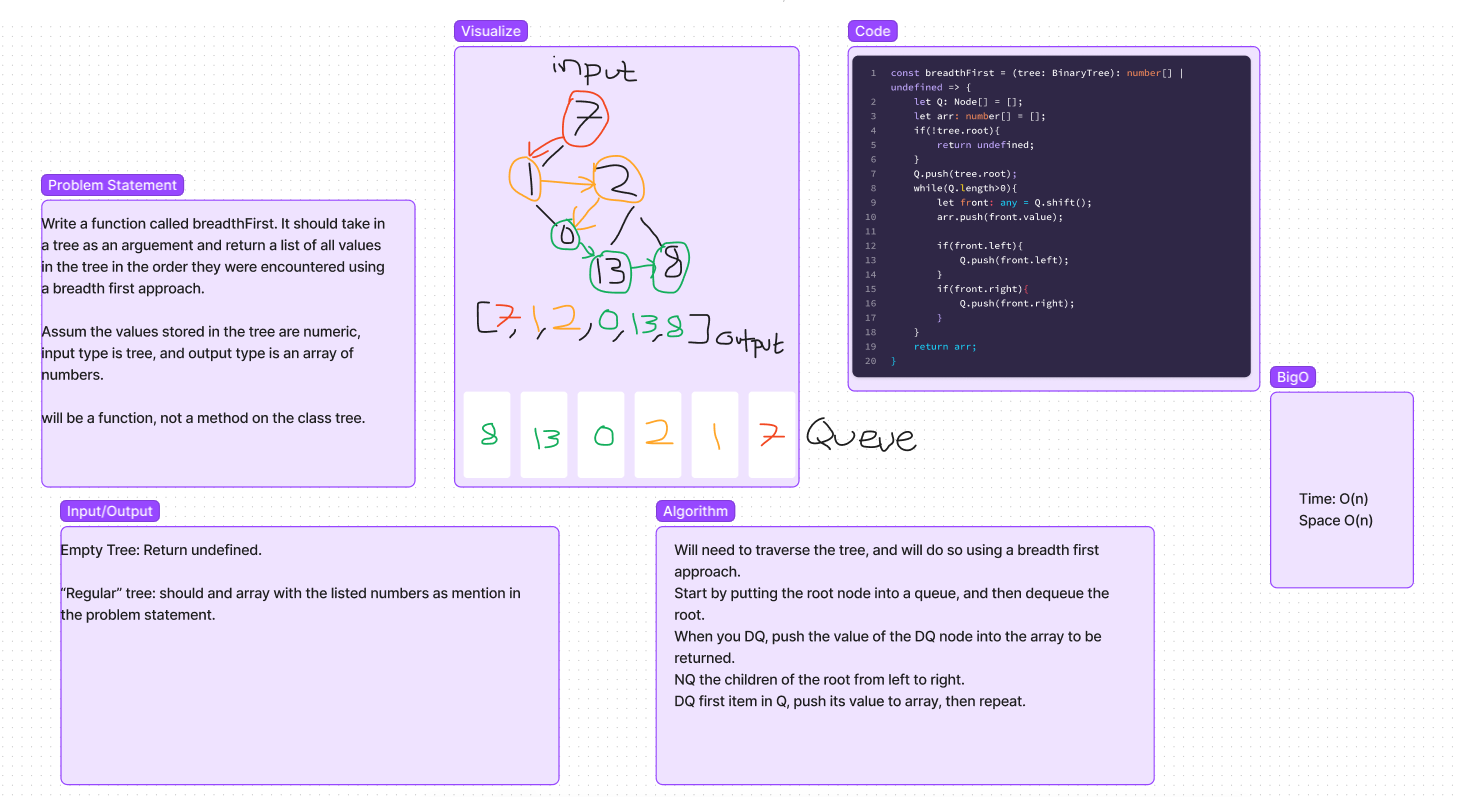 Problem Statement
Write a function called breadthFirst. It should take in
a tree as an arguement and return a list of all values
in the tree in the order they were encountered using
a breadth first approach.
Assum the values stored in the tree are numeric,
input type is tree, and output type is an array of
numbers.
will be a function, not a method on the class tree.
Visualize
input
7
1 2
0
13 8
[7, 1, 2, 0, 13, 8] output
8 13 0 2 1 7 Queue
Code
1 const breadthFirst = (tree: BinaryTree): number[] |
undefined => {
2 let Q: Node[] = [];
3 let arr: number[] = [];
4 if(!tree.root){
5 return undefined;
6 }
7 Q.push(tree.root);
8 while(Q.length>0){
9 let front: any = Q.shift();
10 arr.push(front.value);
11
12 if(front.left){
13 Q.push(front.left);
14 }
15 if(front.right){
16 Q.push(front.right);
17 }
18 }
19 return arr;
20 }
BigO
Time: O(n)
Space O(n)
Input/Output
Empty Tree: Return undefined.
“Regular” tree: should and array with the listed numbers as mention in
the problem statement.
Algorithm
Will need to traverse the tree, and will do so using a breadth first
approach.
Start by putting the root node into a queue, and then dequeue the
root.
When you DQ, push the value of the DQ node into the array to be
returned.
NQ the children of the root from left to right.
DQ first item in Q, push its value to array, then repeat.